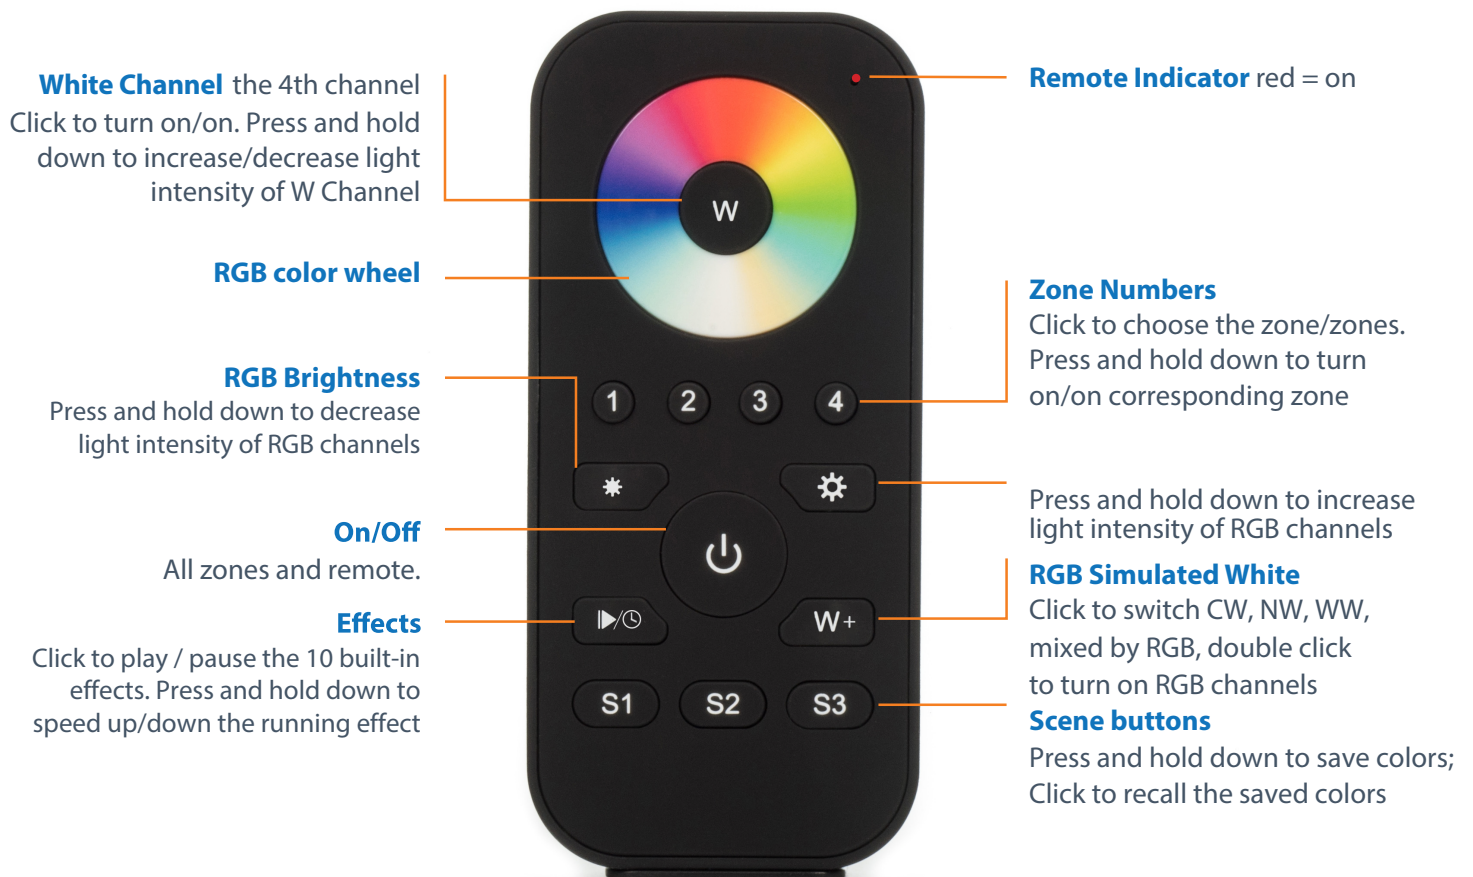 White Channel the 4th channel
Click to turn on/on. Press and hold
down to increase/decrease light
intensity of W Channel
RGB color wheel
RGB Brightness
Press and hold down to decrease
light intensity of RGB channels
On/Off
All zones and remote.
Effects
Click to play / pause the 10 built-in
effects. Press and hold down to
speed up/down the running effect
W
1 2 3 4
W+
S1 S2 S3
Remote Indicator red = on
Zone Numbers
Click to choose the zone/zones.
Press and hold down to turn
on/on corresponding zone
Press and hold down to increase
light intensity of RGB channels
RGB Simulated White
Click to switch CW, NW, WW,
mixed by RGB, double click
to turn on RGB channels
Scene buttons
Press and hold down to save colors;
Click to recall the saved colors